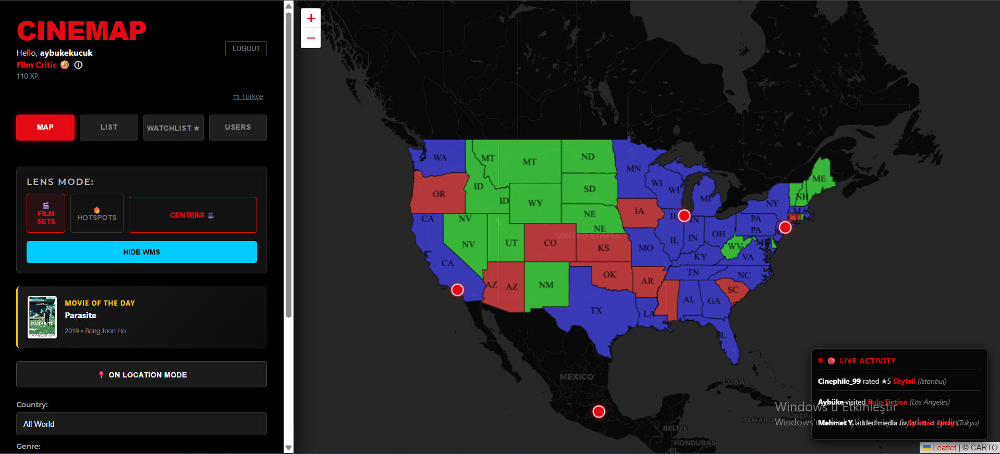 CINEMAP
Hello, aybukekucuk
Film Critic
110 XP
LOGOUT
TR Türkçe
MAP
LIST
WATCHLIST ★
USERS
LENS MODE:
FILM
SETS
HOTSPOTS
CENTERS
HIDE WMS
MOVIE OF THE DAY
Parasite
2019 • Bong Joon Ho
PARASITE
ON LOCATION MODE
Country:
All World
Genre:
+
−
WA
MT
MT
ND
MN
ID
OR
SD
WI
WI
MI
ME
NH
NY
ID
WY
NE
IA
MA
CT
CA
NV
NE
IL
IN
PA
PA
OH
UNITED STATES
NV
UT
CO
KS
MO
IL
IN
WV
MD
VA
KY
CA
TN
NC
AZ
AZ
NM
OK
AR
SC
AL
GA
TX
LA
FL
MEXICO
CUBA
JAMAICA
BELIZE
HONDURAS
EL
LIVE ACTIVITY
Cinephile_99 rated ★5 Skyfall (Istanbul)
Aybüke visited Pulp Fiction (Los Angeles)
Mehmet Y. added media to Spirited Away (Tokyo)
Windows'u Etkinleştir
Windows'u etkinleştirmek için Ayarlar'a gidin.
Leaflet | © CARTO